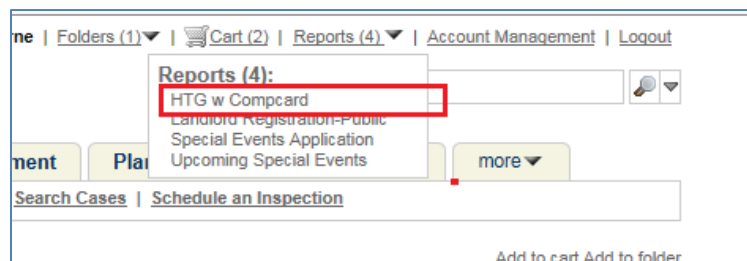 rne | Folders (1) | Cart (2) | Reports (4) | Account Management | Logout
Reports (4):
HTG w Compcard
Landlord Registration-Public
Special Events Application
Upcoming Special Events
ment Pla more
Search Cases | Schedule an Inspection
Add to cart Add to folder